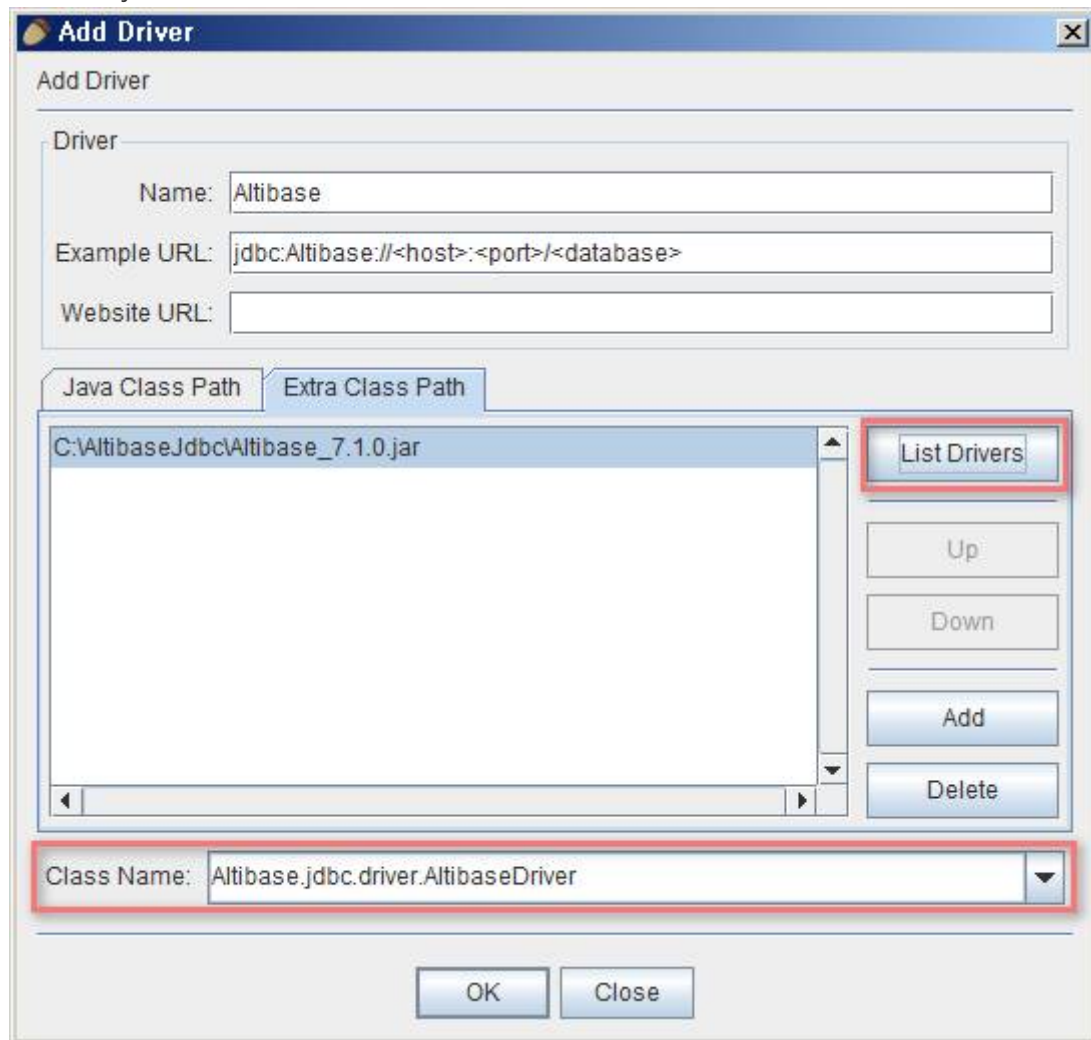 Add Driver
Add Driver
Driver
Name: Altibase
Example URL: jdbc:Altibase://<host>:<port>/<database>
Website URL:
Java Class Path Extra Class Path
C:\AltibaseJdbc\Altibase_7.1.0.jar
List Drivers
Up
Down
Add
Delete
Class Name: Altibase.jdbc.driver.AltibaseDriver
OK Close